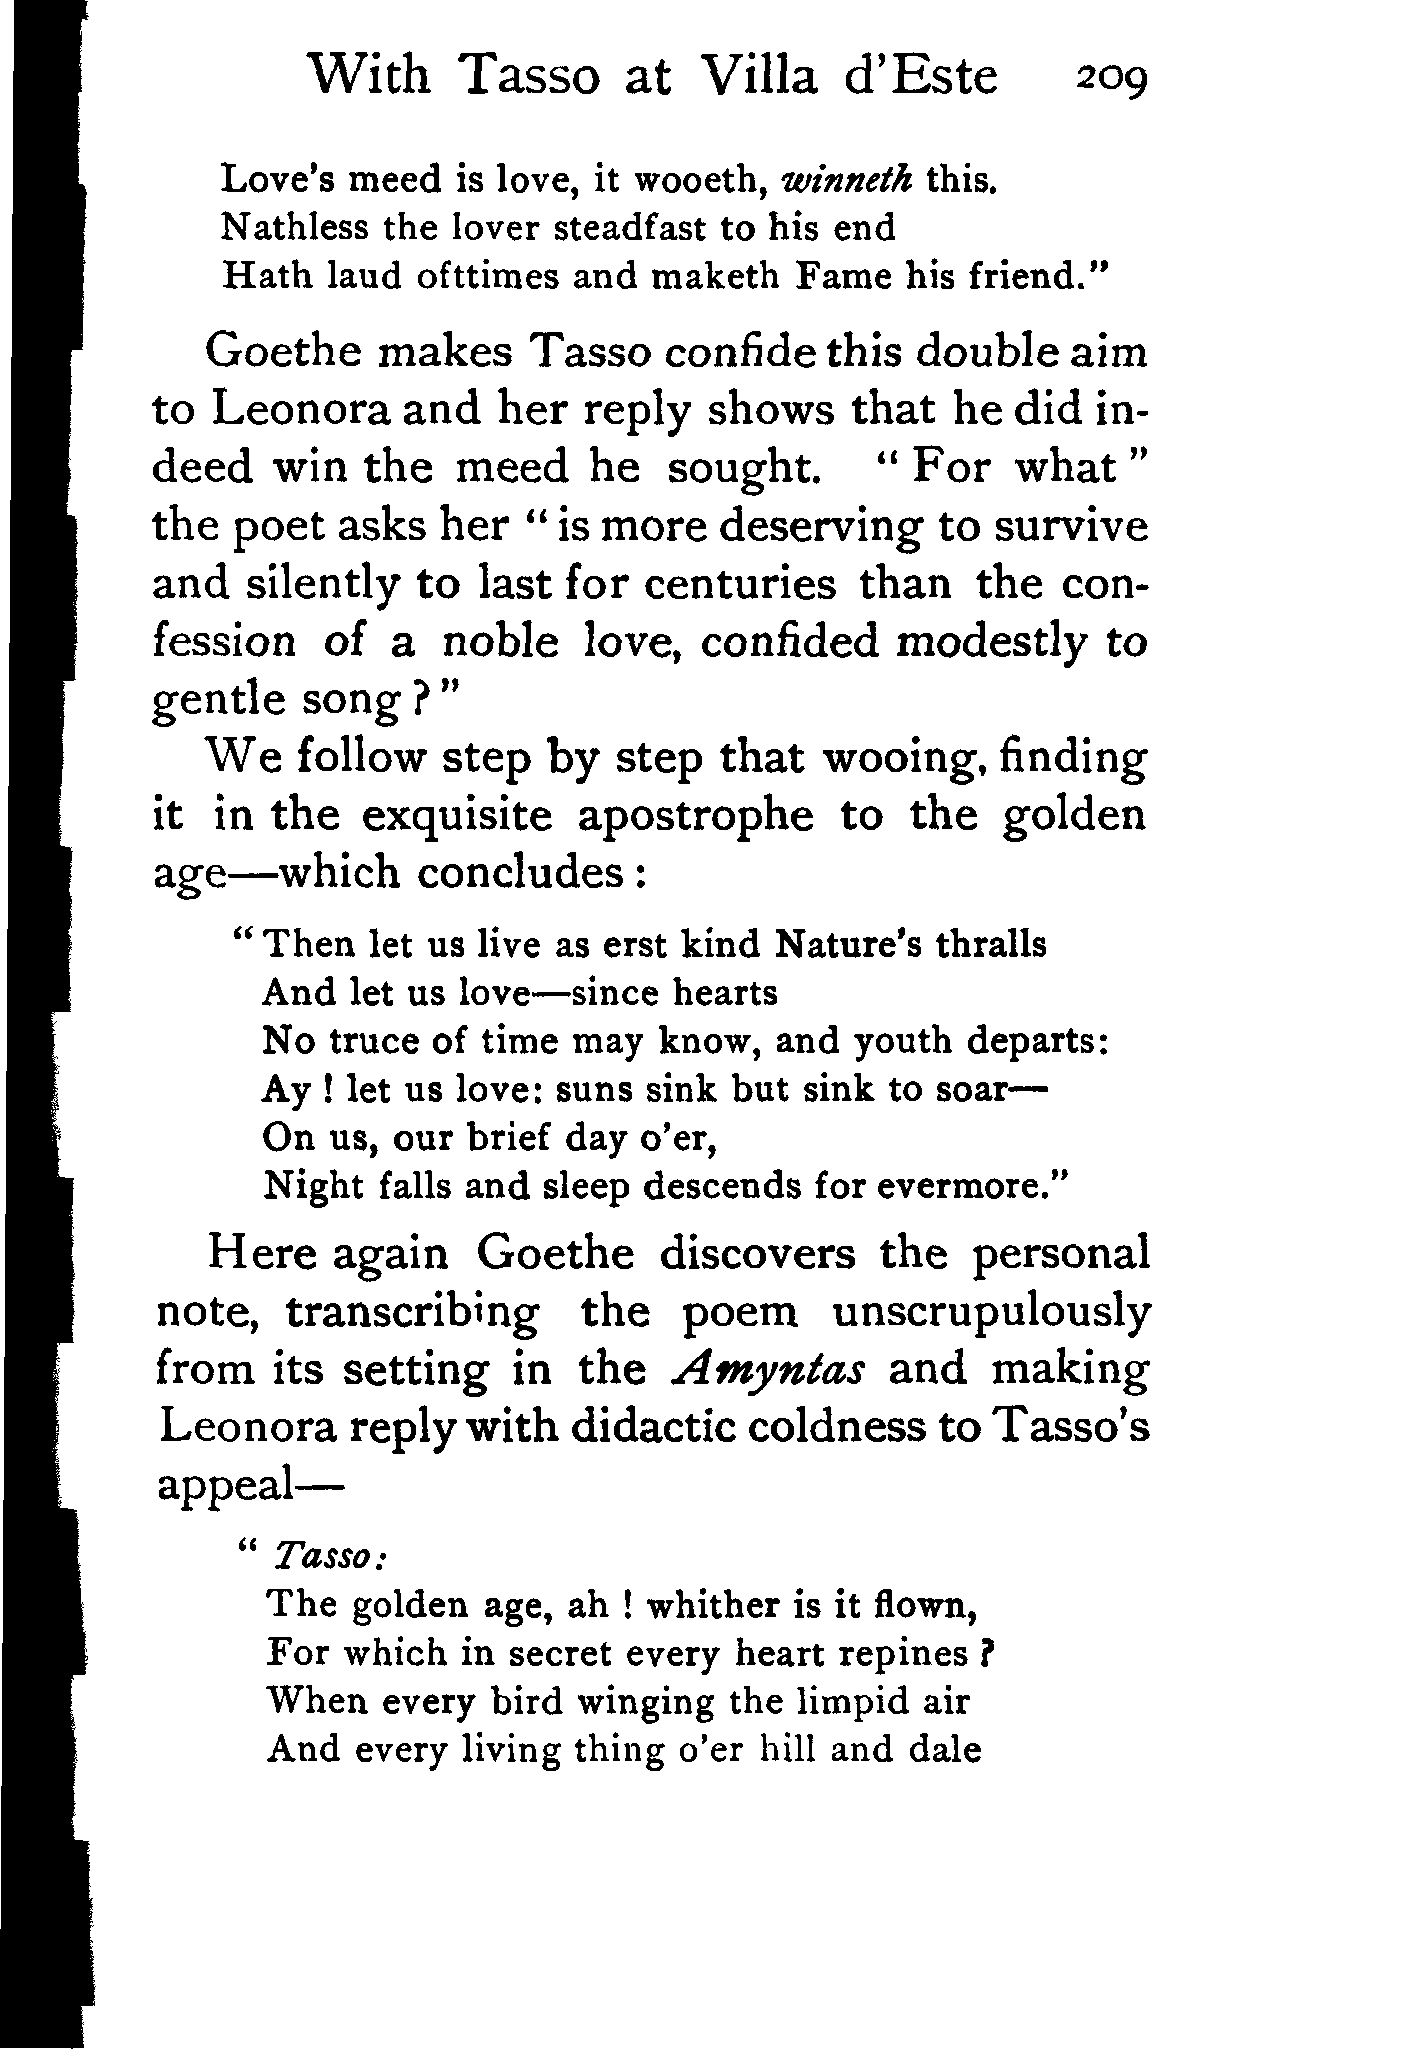 With Tasso at Villa d'Este 209
Love's meed is love, it wooeth, winneth this.
Nathless the lover steadfast to his end
Hath laud ofttimes and maketh Fame his friend."
Goethe makes Tasso confide this double aim
to Leonora and her reply shows that he did in-
deed win the meed he sought. "For what"
the poet asks her "is more deserving to survive
and silently to last for centuries than the con-
fession of a noble love, confided modestly to
gentle song?"
We follow step by step that wooing, finding
it in the exquisite apostrophe to the golden
age—which concludes:
"Then let us live as erst kind Nature's thralls
And let us love—since hearts
No truce of time may know, and youth departs:
Ay! let us love: suns sink but sink to soar—
On us, our brief day o'er,
Night falls and sleep descends for evermore."
Here again Goethe discovers the personal
note, transcribing the poem unscrupulously
from its setting in the Amyntas and making
Leonora reply with didactic coldness to Tasso's
appeal—
"Tasso:
The golden age, ah! whither is it flown,
For which in secret every heart repines?
When every bird winging the limpid air
And every living thing o'er hill and dale